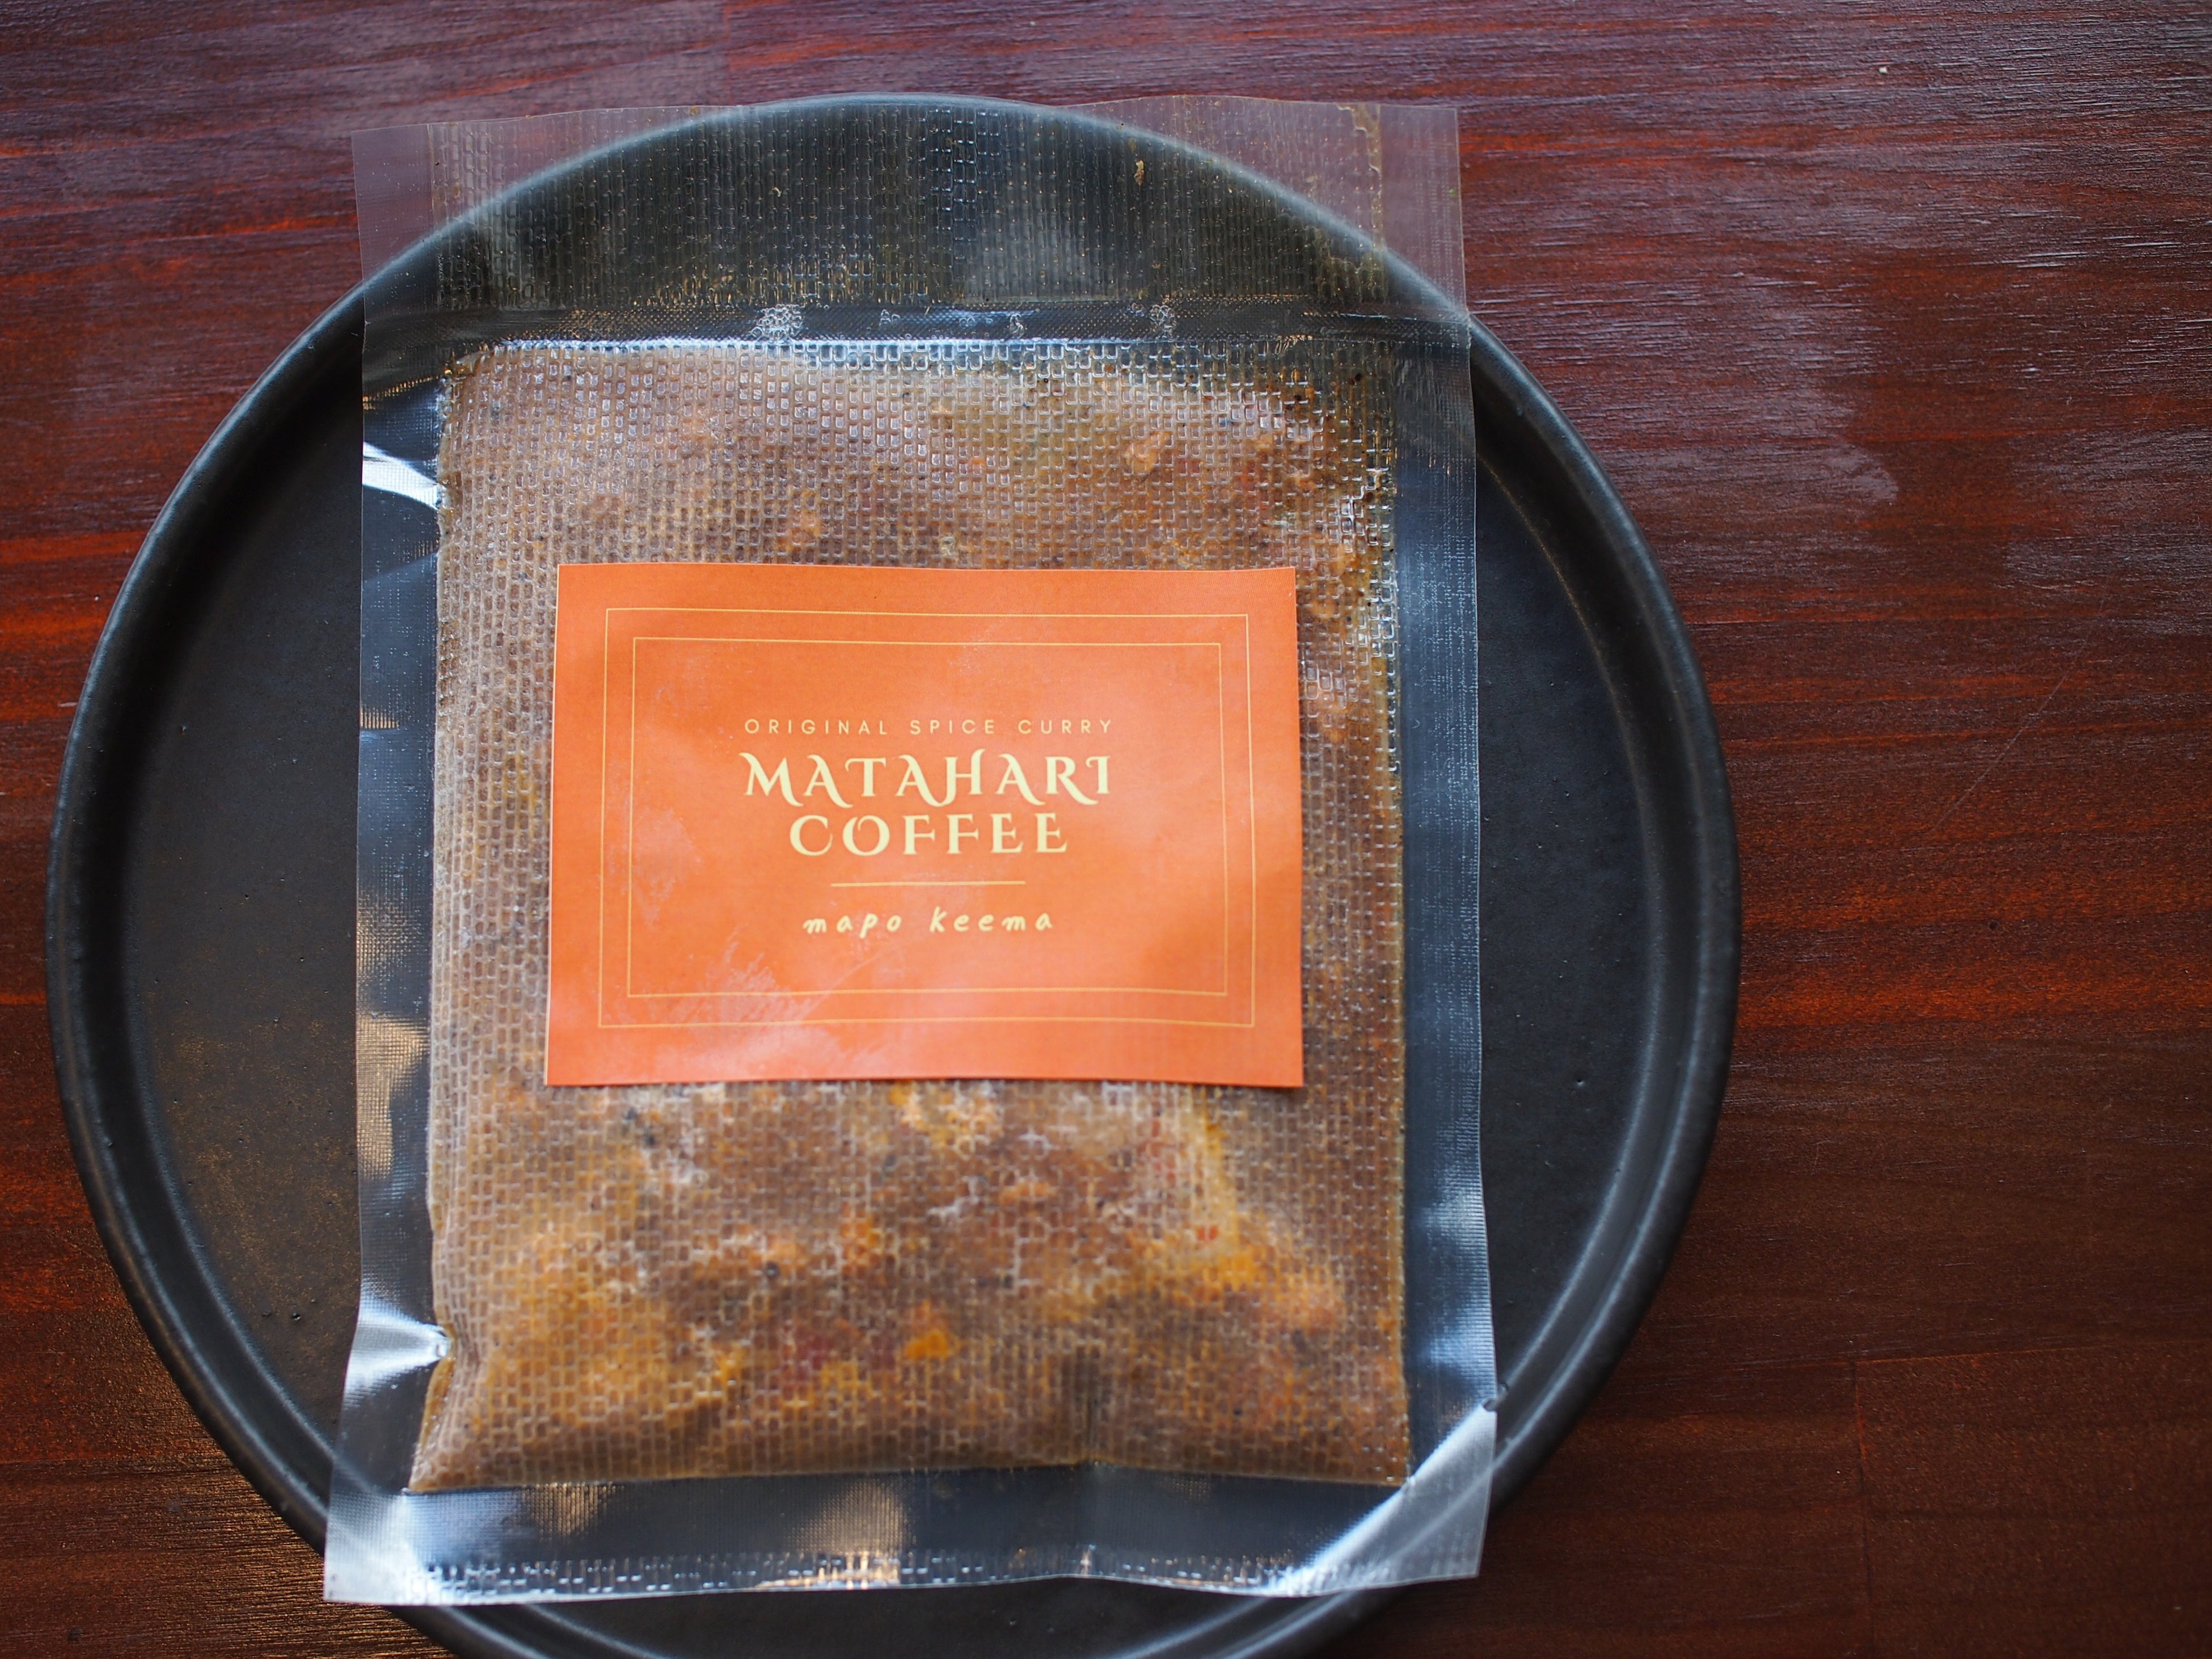 ORIGINAL SPICE CURRY
MATAHARI
COFFEE
mapo keema